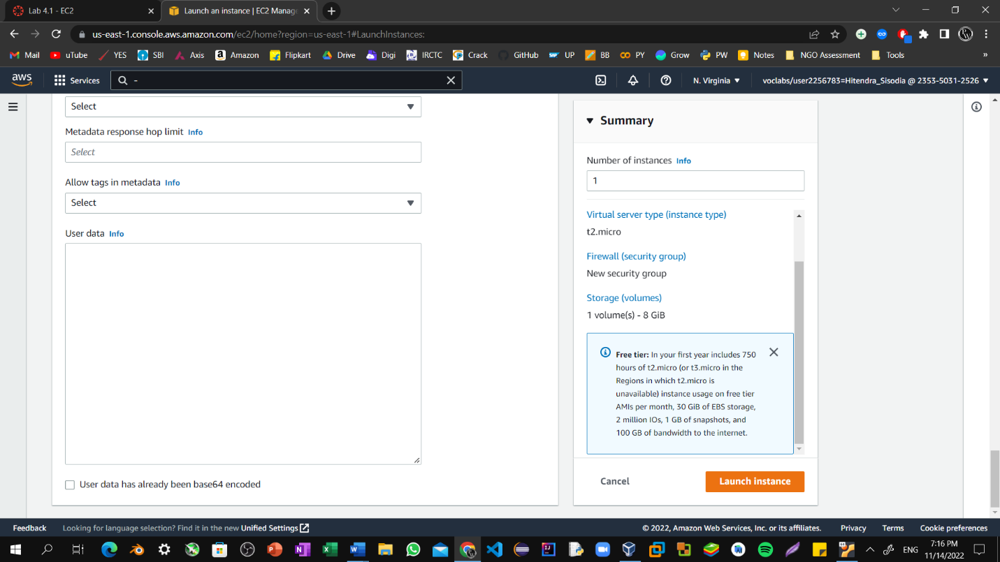 Lab 4.1 - EC2
Launch an instance | EC2 Manage
us-east-1.console.aws.amazon.com/ec2/home?region=us-east-1#LaunchInstances:
Mail uTube YES SBI Axis Amazon Flipkart Drive Digi IRCTC Crack GitHub UP BB PY Grow PW Notes NGO Assessment Tools »
aws Services - N. Virginia ▼ voclabs/user2256783=Hitendra_Sisodia @ 2353-5031-2526 ▼
Select
Metadata response hop limit Info
Select
Allow tags in metadata Info
Select
User data Info
User data has already been base64 encoded
Summary
Number of instances Info
1
Virtual server type (instance type)
t2.micro
Firewall (security group)
New security group
Storage (volumes)
1 volume(s) - 8 GiB
Free tier: In your first year includes 750
hours of t2.micro (or t3.micro in the
Regions in which t2.micro is
unavailable) instance usage on free tier
AMIs per month, 30 GiB of EBS storage,
2 million IOs, 1 GB of snapshots, and
100 GB of bandwidth to the internet.
Cancel Launch instance
Feedback Looking for language selection? Find it in the new Unified Settings © 2022, Amazon Web Services, Inc. or its affiliates. Privacy Terms Cookie preferences
ENG
7:16 PM
11/14/2022